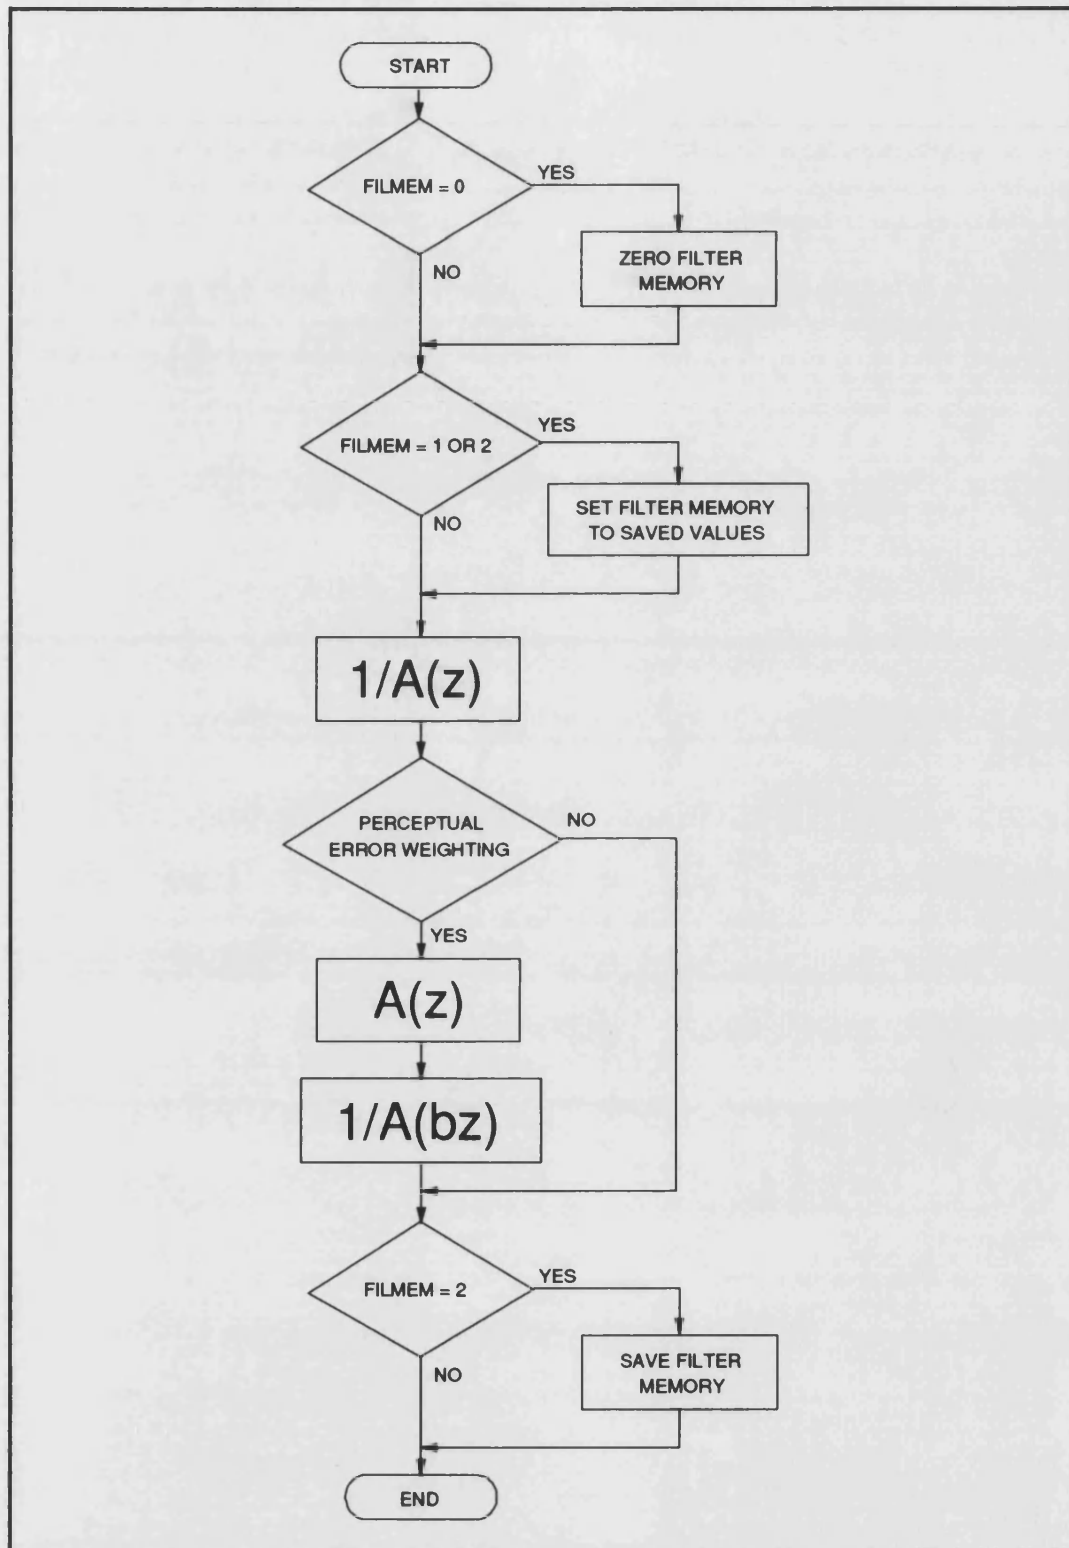 START
FILMEM = 0
YES
NO
ZERO FILTER
MEMORY
FILMEM = 1 OR 2
YES
NO
SET FILTER MEMORY
TO SAVED VALUES
1/A(z)
PERCEPTUAL
ERROR WEIGHTING
NO
YES
A(z)
1/A(bz)
FILMEM = 2
YES
NO
SAVE FILTER
MEMORY
END